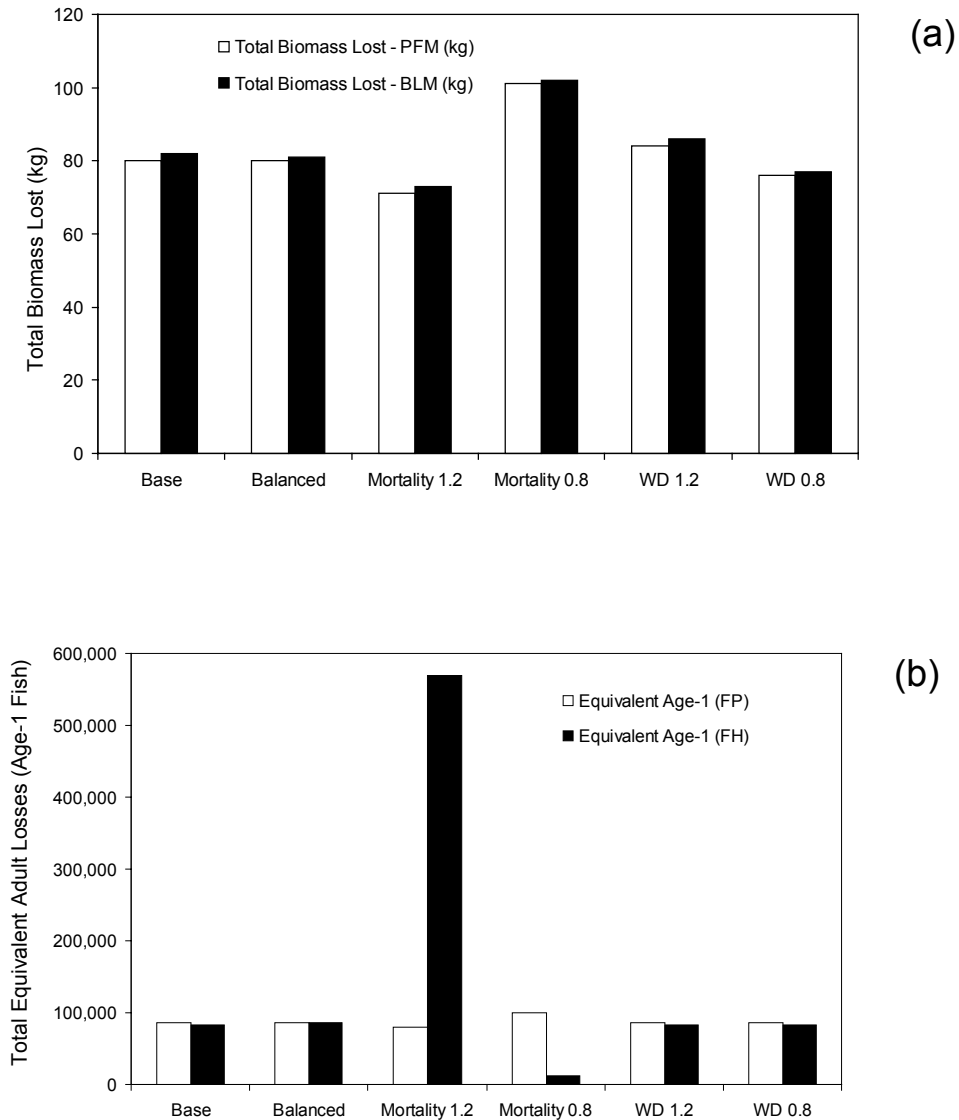 120
(a)
Total Biomass Lost - PFM (kg)
Total Biomass Lost - BLM (kg)
100
80
60
40
20
0
Total Biomass Lost (kg)
Base Balanced Mortality 1.2 Mortality 0.8 WD 1.2 WD 0.8
600,000
(b)
Equivalent Age-1 (FP)
Equivalent Age-1 (FH)
500,000
400,000
300,000
200,000
100,000
0
Total Equivalent Adult Losses (Age-1 Fish)
Base Balanced Mortality 1.2 Mortality 0.8 WD 1.2 WD 0.8